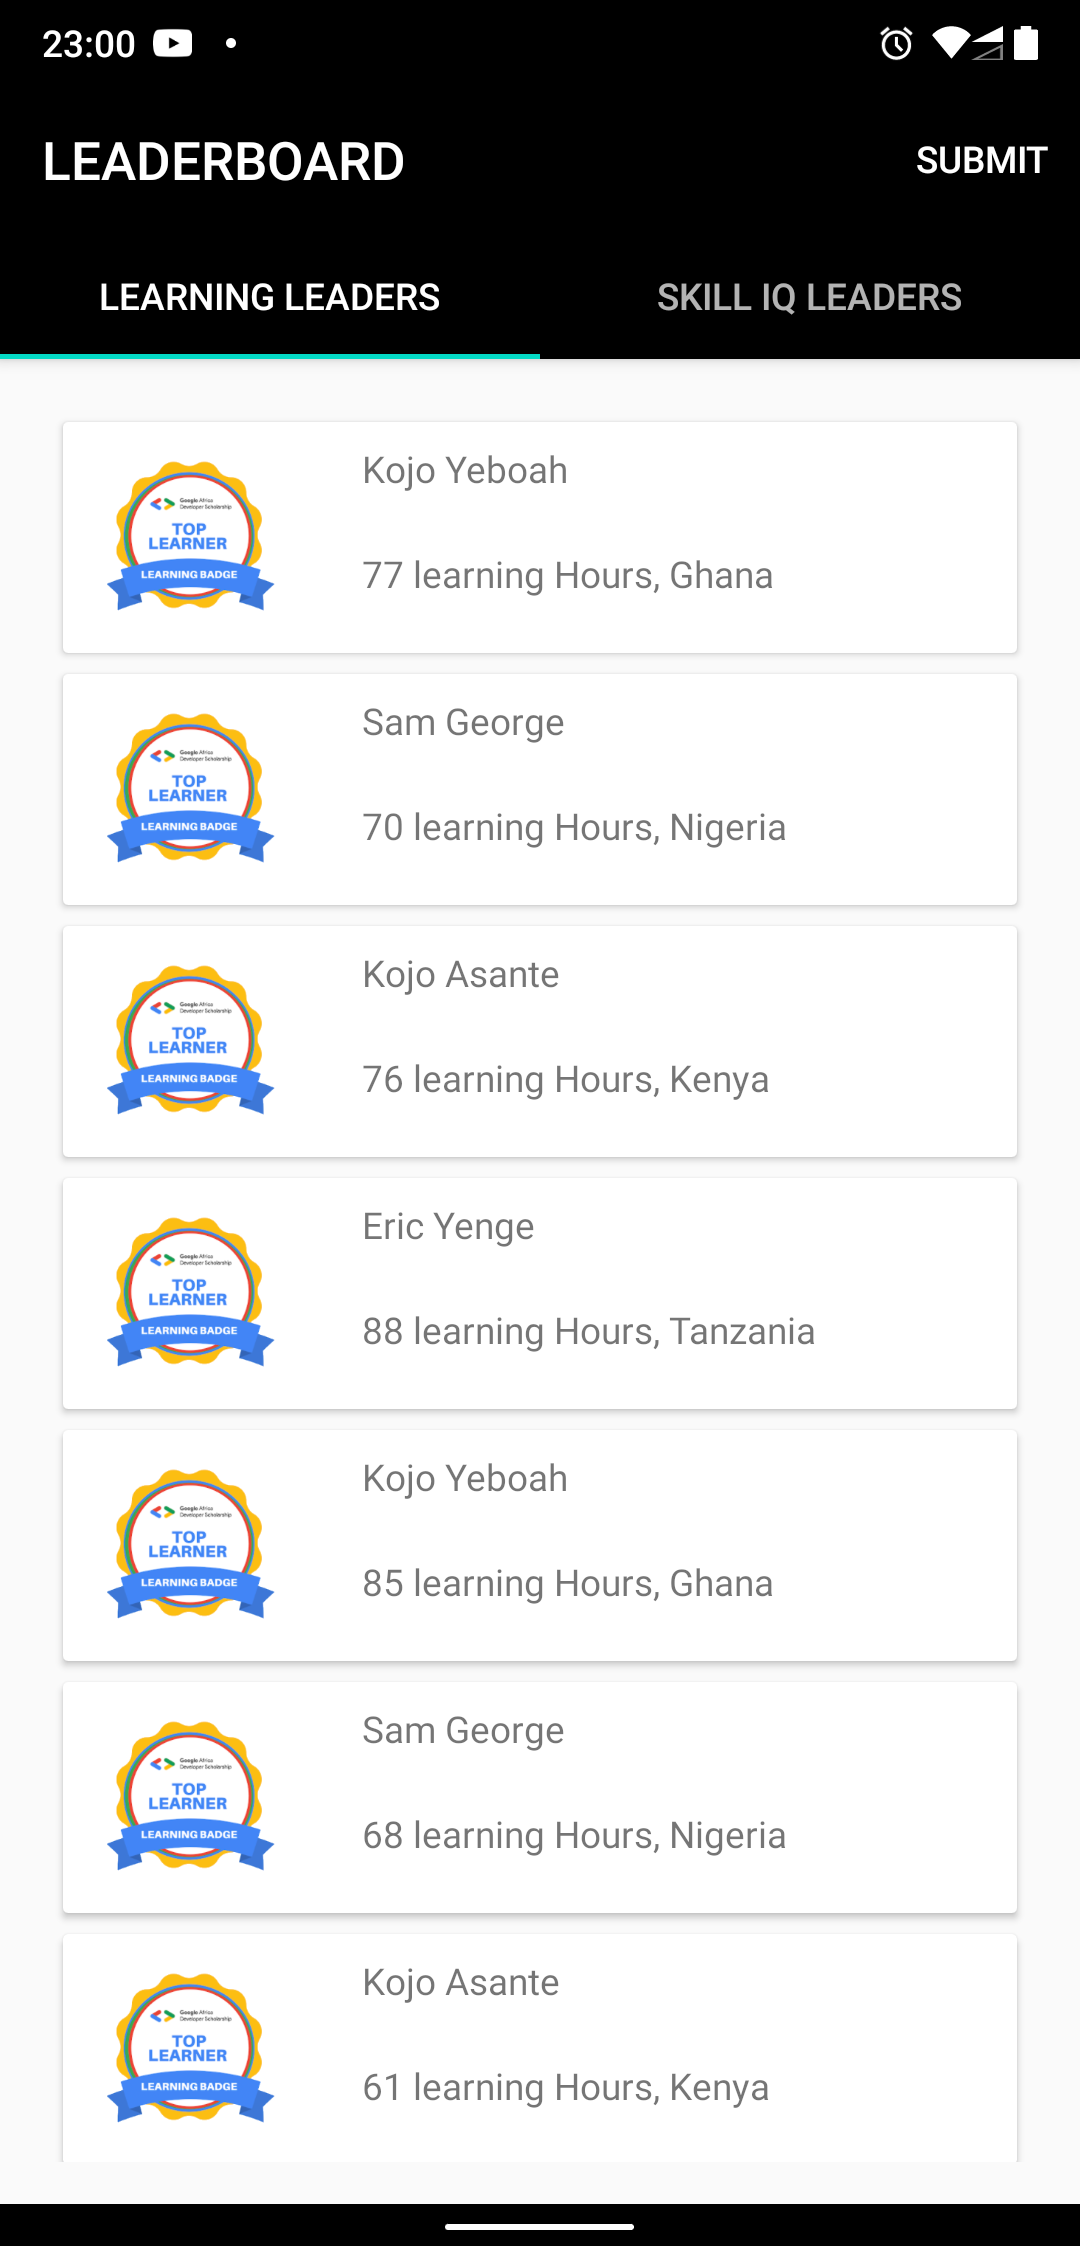 23:00
LEADERBOARD
SUBMIT
LEARNING LEADERS
SKILL IQ LEADERS
Google Africa
Developer Scholarship
TOP
LEARNER
LEARNING BADGE
Kojo Yeboah
77 learning Hours, Ghana
Google Africa
Developer Scholarship
TOP
LEARNER
LEARNING BADGE
Sam George
70 learning Hours, Nigeria
Google Africa
Developer Scholarship
TOP
LEARNER
LEARNING BADGE
Kojo Asante
76 learning Hours, Kenya
Google Africa
Developer Scholarship
TOP
LEARNER
LEARNING BADGE
Eric Yenge
88 learning Hours, Tanzania
Google Africa
Developer Scholarship
TOP
LEARNER
LEARNING BADGE
Kojo Yeboah
85 learning Hours, Ghana
Google Africa
Developer Scholarship
TOP
LEARNER
LEARNING BADGE
Sam George
68 learning Hours, Nigeria
Google Africa
Developer Scholarship
TOP
LEARNER
LEARNING BADGE
Kojo Asante
61 learning Hours, Kenya